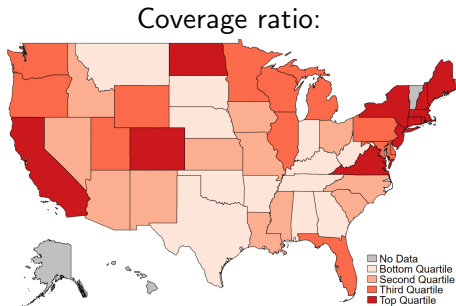 Coverage ratio:
No Data
Bottom Quartile
Second Quartile
Third Quartile
Top Quartile